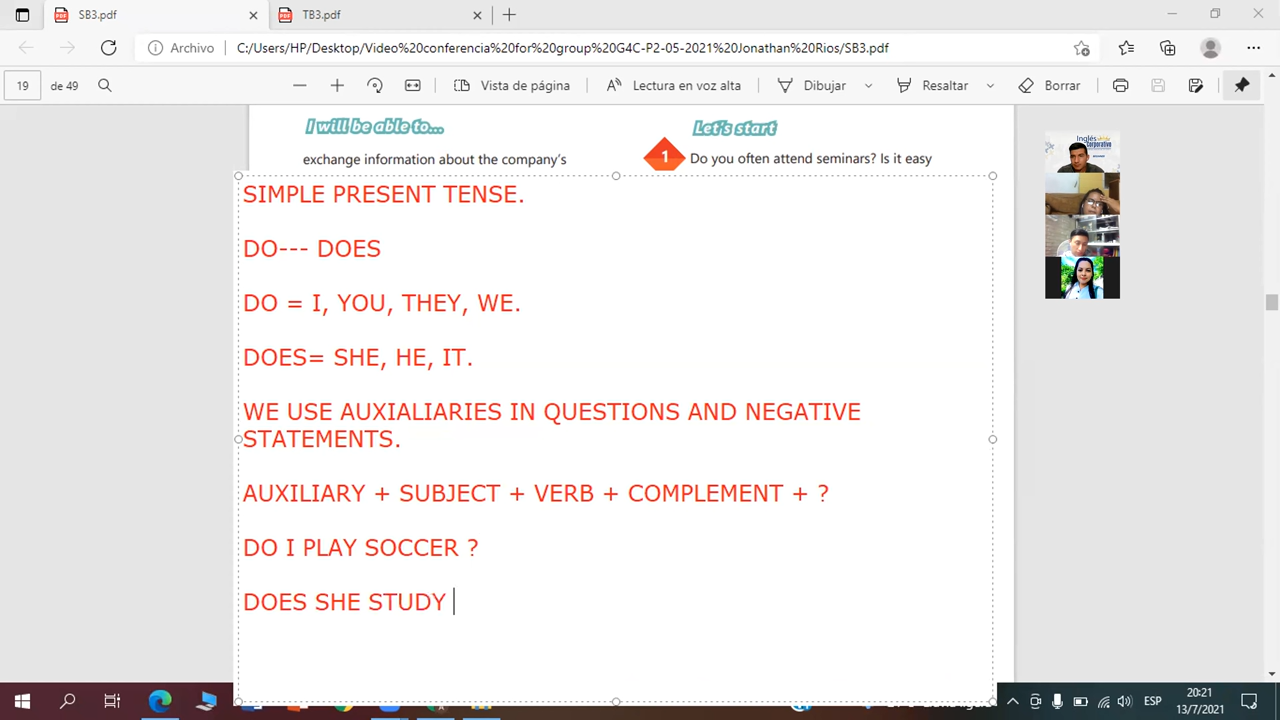 SB3.pdf
TB3.pdf
Archivo
C:/Users/HP/Desktop/Video%20conferencia%20for%20group%20G4C-P2-05-2021%20Jonathan%20Rios/SB3.pdf
19
de 49
Vista de página
Lectura en voz alta
Dibujar
Resaltar
Borrar
I will be able to...
exchange information about the company's
Let's start
1
Do you often attend seminars? Is it easy
SIMPLE PRESENT TENSE.
DO--- DOES
DO = I, YOU, THEY, WE.
DOES= SHE, HE, IT.
WE USE AUXIALIARIES IN QUESTIONS AND NEGATIVE
STATEMENTS.
AUXILIARY + SUBJECT + VERB + COMPLEMENT + ?
DO I PLAY SOCCER ?
DOES SHE STUDY
Inglés
Corporativo
ESP
20:21
13/7/2021